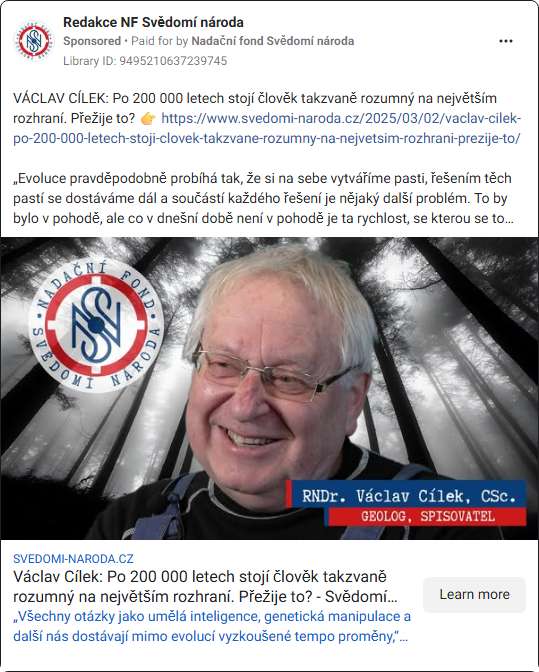 Redakce NF Svědomí národa
Sponsored • Paid for by Nadační fond Svědomí národa
Library ID: 9495210637239745
VÁCLAV CÍLEK: Po 200 000 letech stojí člověk takzvaně rozumný na největším
rozhraní. Přežije to? 👉 https://www.svedomi-naroda.cz/2025/03/02/vaclav-cilek-
po-200-000-letech-stoji-clovek-takzvane-rozumny-na-nejvetsim-rozhrani-prezije-to/
„Evoluce pravděpodobně probíhá tak, že si na sebe vytváříme pasti, řešením těch
pastí se dostáváme dál a součástí každého řešení je nějaký další problém. To by
bylo v pohodě, ale co v dnešní době není v pohodě je ta rychlost, se kterou se to…
NADAČNÍ FOND
SVĚDOMÍ NÁRODA
RNDr. Václav Cílek, CSc.
GEOLOG, SPISOVATEL
SVEDOMI-NARODA.CZ
Václav Cílek: Po 200 000 letech stojí člověk takzvaně
rozumný na největším rozhraní. Přežije to? - Svědomí…
Learn more
„Všechny otázky jako umělá inteligence, genetická manipulace a
další nás dostávají mimo evolucí vyzkoušené tempo proměny,“…